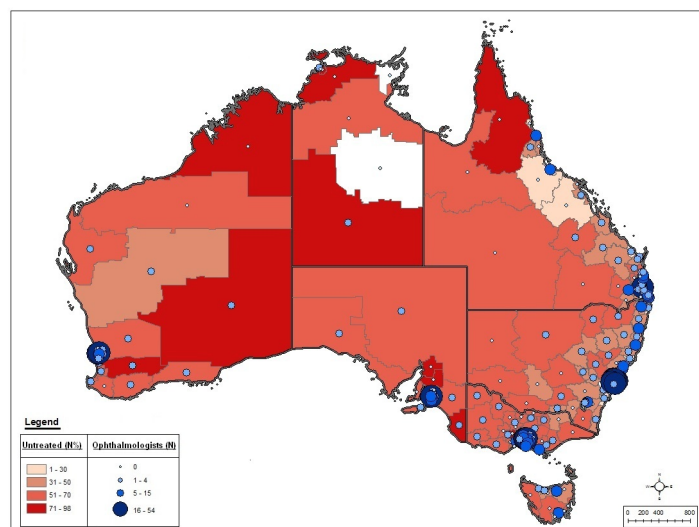 Legend
Untreated (N%) Ophthalmologists (N)
1 - 30 0
31 - 50 1 - 4
51 - 70 5 - 15
71 - 98 16 - 54
0 200 400 800